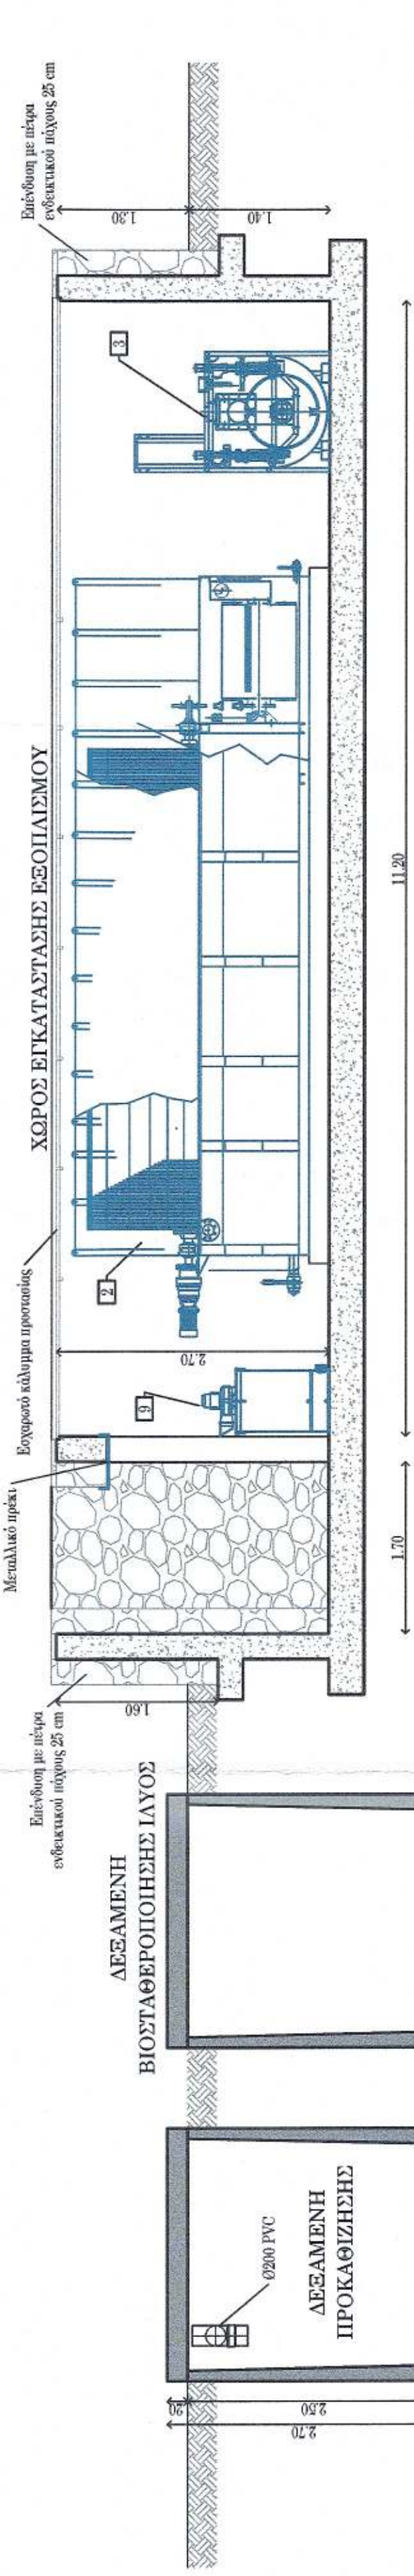 Επένδυση με πέτρα
ενδεικτικού πάχους 25 cm
1.30
1.40
3
ΧΩΡΟΣ ΕΓΚΑΤΑΣΤΑΣΗΣ ΕΞΟΠΛΙΣΜΟΥ
11.20
2
Εσχαρωτό κάλυμμα προστασίας
2.70
9
Μεταλλικό πρέκι
1.70
1.60
Επένδυση με πέτρα
ενδεικτικού πάχους 25 cm
ΔΕΞΑΜΕΝΗ
ΒΙΟΣΤΑΘΕΡΟΠΟΙΗΣΗΣ ΙΛΥΟΣ
Ø200 PVC
ΔΕΞΑΜΕΝΗ
ΠΡΟΚΑΘΙΖΗΣΗΣ
20
2.50
2.70